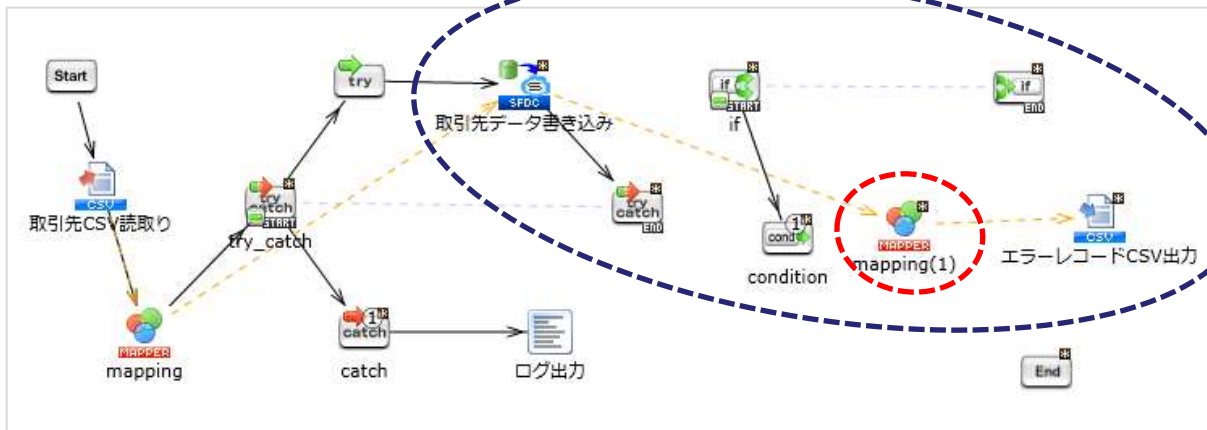 Start
try
SFDC
取引先データ書き込み
if
START
if
if
END
CSV
取引先CSV読取り
try
catch
START
try_catch
try
catch
END
1
cond
condition
MAPPER
mapping(1)
CSV
エラーレコードCSV出力
MAPPER
mapping
1
catch
catch
ログ出力
End